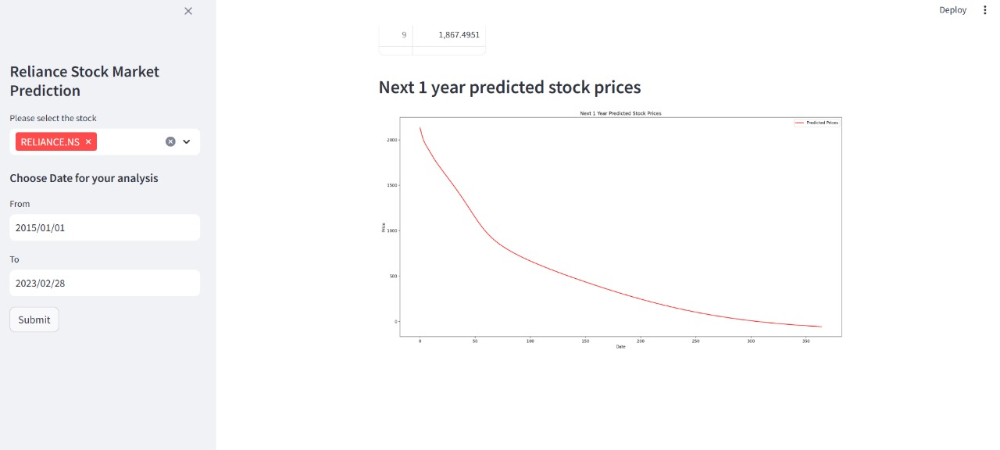 Deploy
Reliance Stock Market
Prediction
Please select the stock
RELIANCE.NS
Choose Date for your analysis
From
2015/01/01
To
2023/02/28
Submit
9 1,867.4951
Next 1 year predicted stock prices
Next 1 Year Predicted Stock Prices
Predicted Prices
2000
1500
1000
500
0
Price
0 50 100 150 200 250 300 350
Date